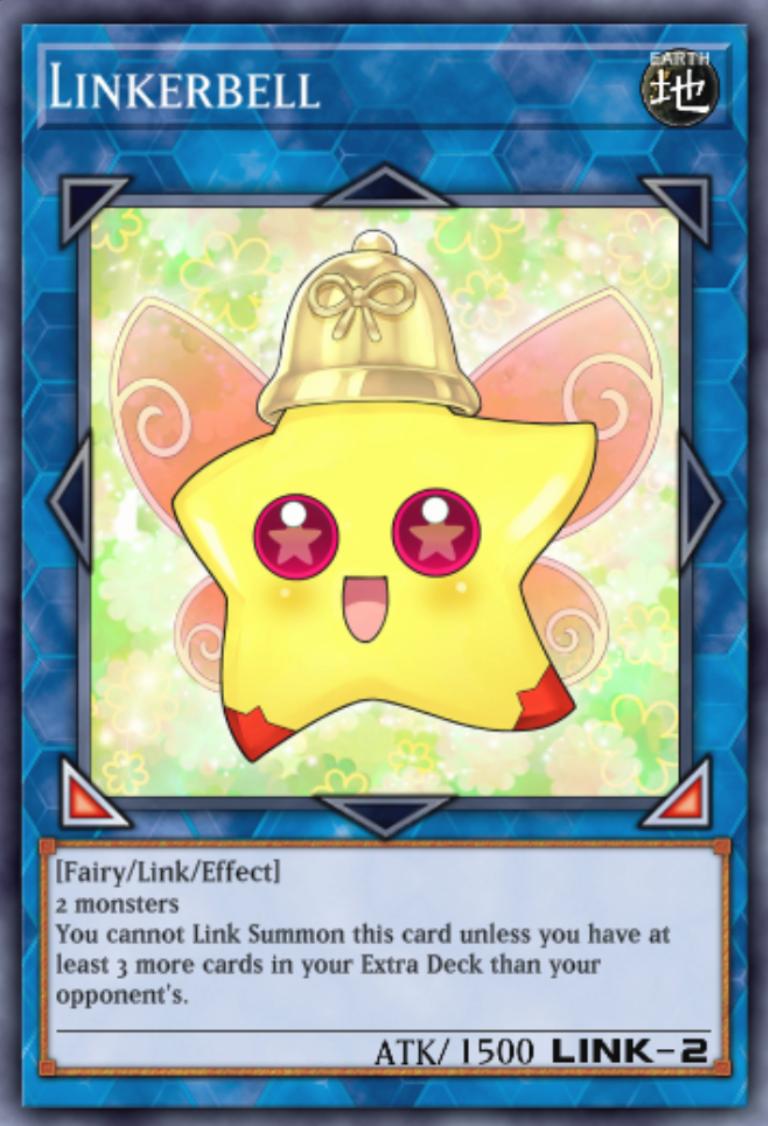 Linkerbell
EARTH
地
[Fairy/Link/Effect]
2 monsters
You cannot Link Summon this card unless you have at
least 3 more cards in your Extra Deck than your
opponent's.
ATK/ 1500 LINK-2